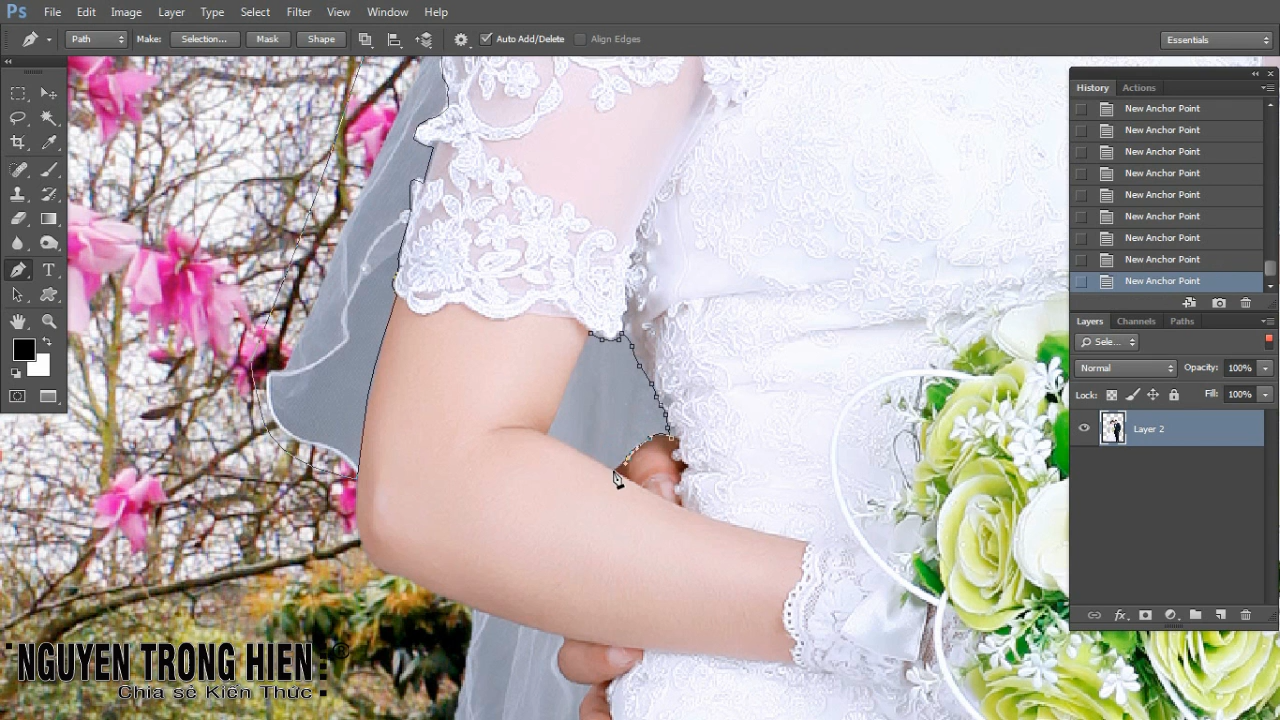 Ps File Edit Image Layer Type Select Filter View Window Help
Path Make: Selection... Mask Shape Auto Add/Delete Align Edges Essentials
History Actions
New Anchor Point
New Anchor Point
New Anchor Point
New Anchor Point
New Anchor Point
New Anchor Point
New Anchor Point
New Anchor Point
New Anchor Point
Layers Channels Paths
Sele...
Normal Opacity: 100%
Lock: Fill: 100%
Layer 2
NGUYEN TRONG HIEN ®
Chia sẻ Kiến Thức